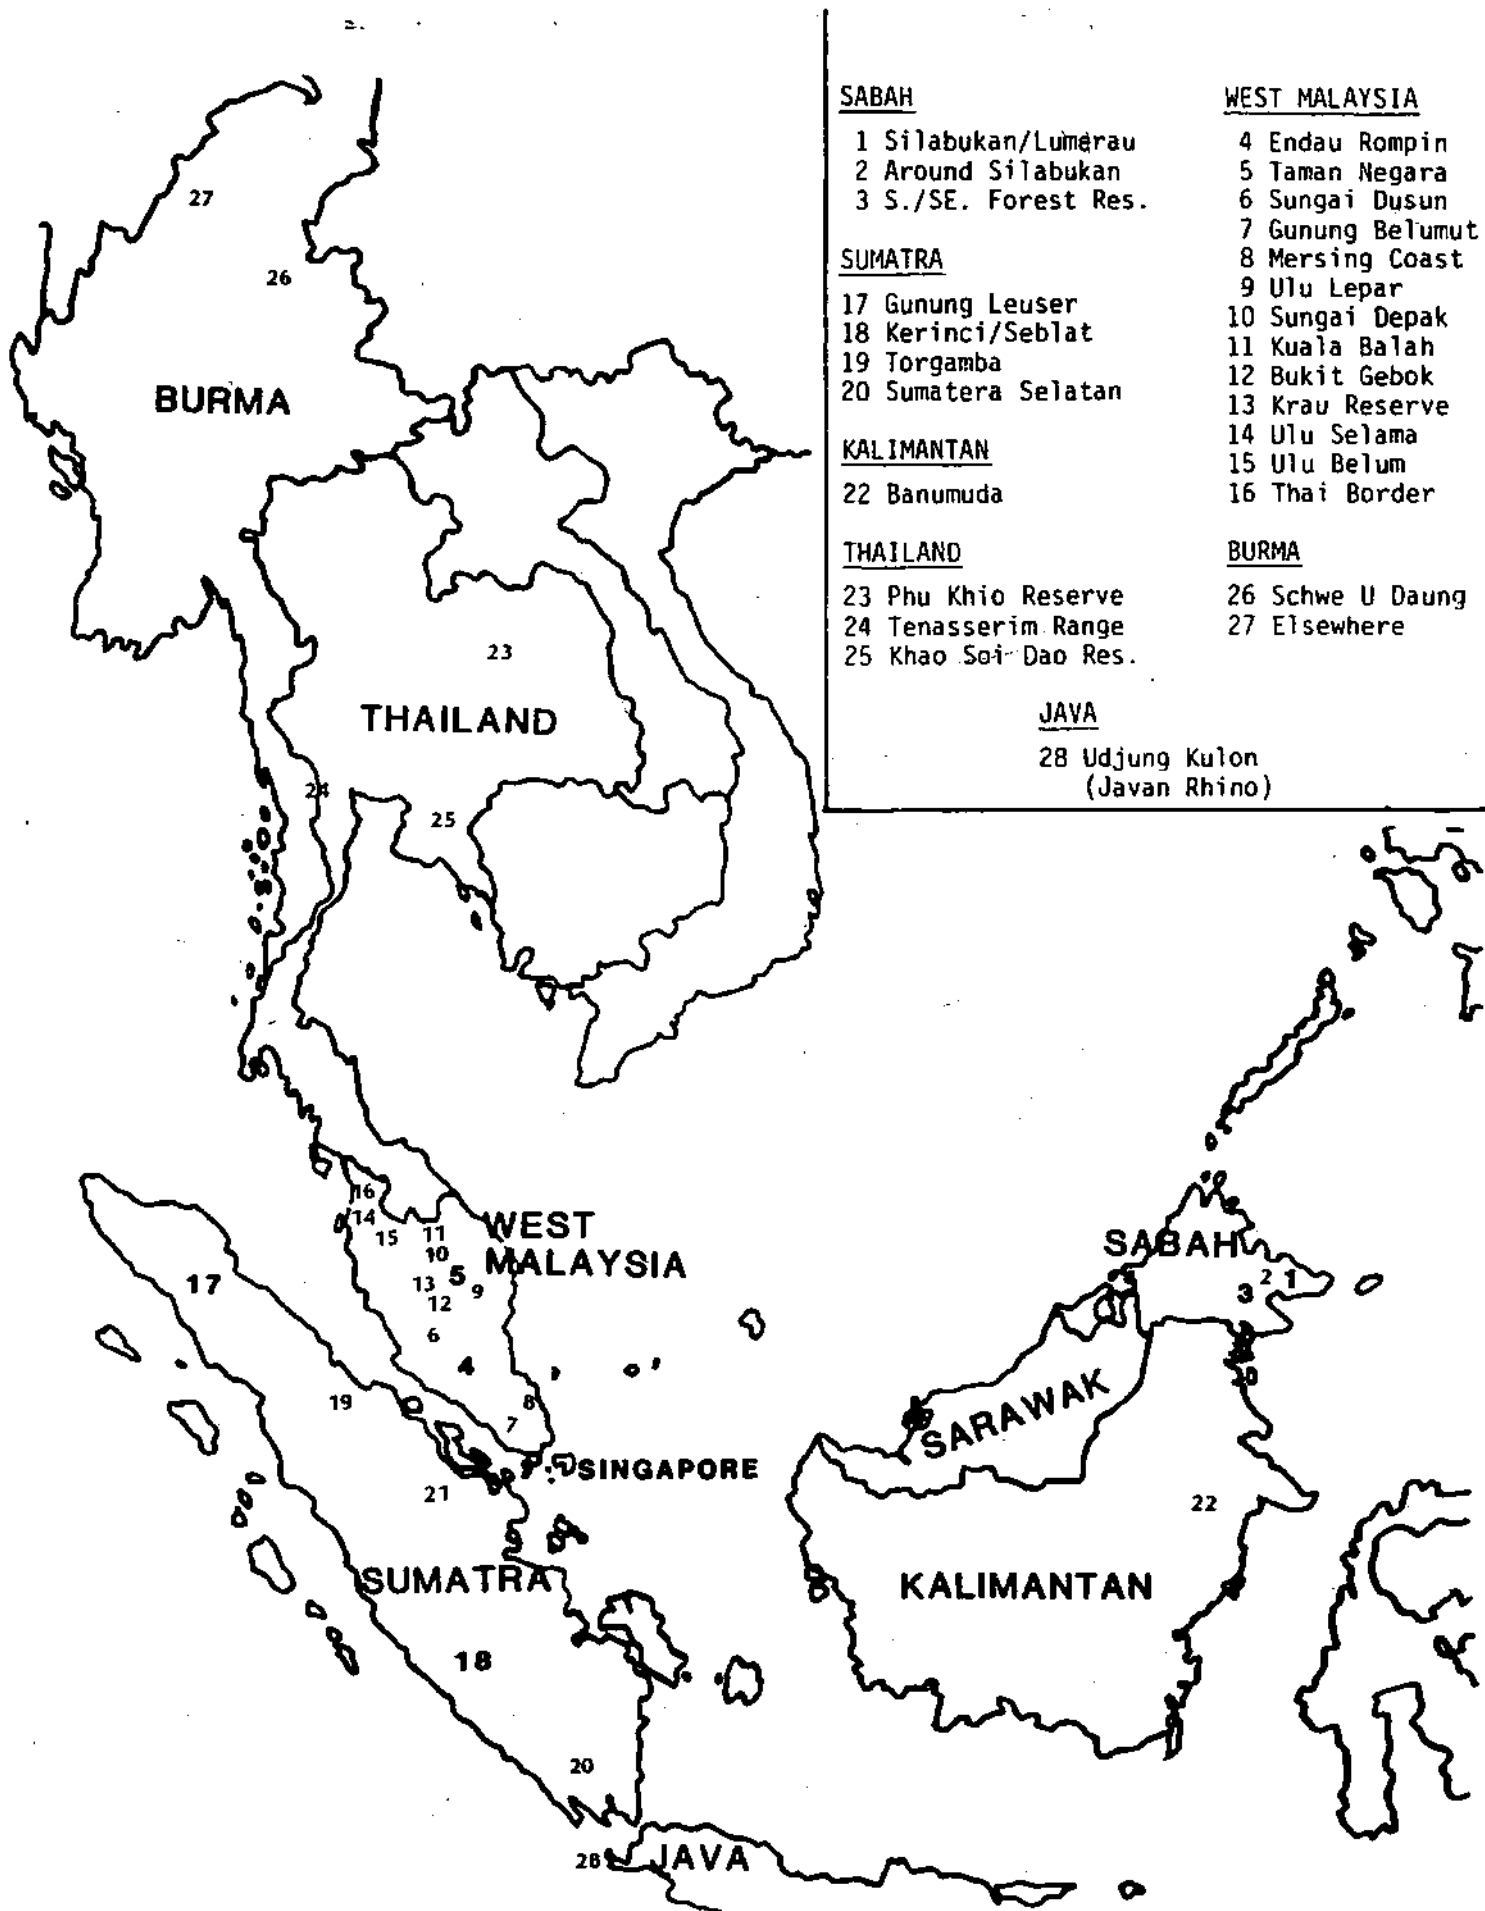 SABAH
1 Silabukan/Lumerau
2 Around Silabukan
3 S./SE. Forest Res.
SUMATRA
17 Gunung Leuser
18 Kerinci/Seblat
19 Torgamba
20 Sumatera Selatan
KALIMANTAN
22 Banumuda
THAILAND
23 Phu Khio Reserve
24 Tenasserim Range
25 Khao Soi Dao Res.
WEST MALAYSIA
4 Endau Rompin
5 Taman Negara
6 Sungai Dusun
7 Gunung Belumut
8 Mersing Coast
9 Ulu Lepar
10 Sungai Depak
11 Kuala Balah
12 Bukit Gebok
13 Krau Reserve
14 Ulu Selama
15 Ulu Belum
16 Thai Border
BURMA
26 Schwe U Daung
27 Elsewhere
JAVA
28 Udjung Kulon
(Javan Rhino)
27
26
BURMA
23
THAILAND
24
25
16
14
15
11
WEST
MALAYSIA
10
13
5
9
12
6
4
8
7
SINGAPORE
17
19
21
SUMATRA
18
20
28
JAVA
SABAH
2
1
3
20
SARAWAK
22
KALIMANTAN